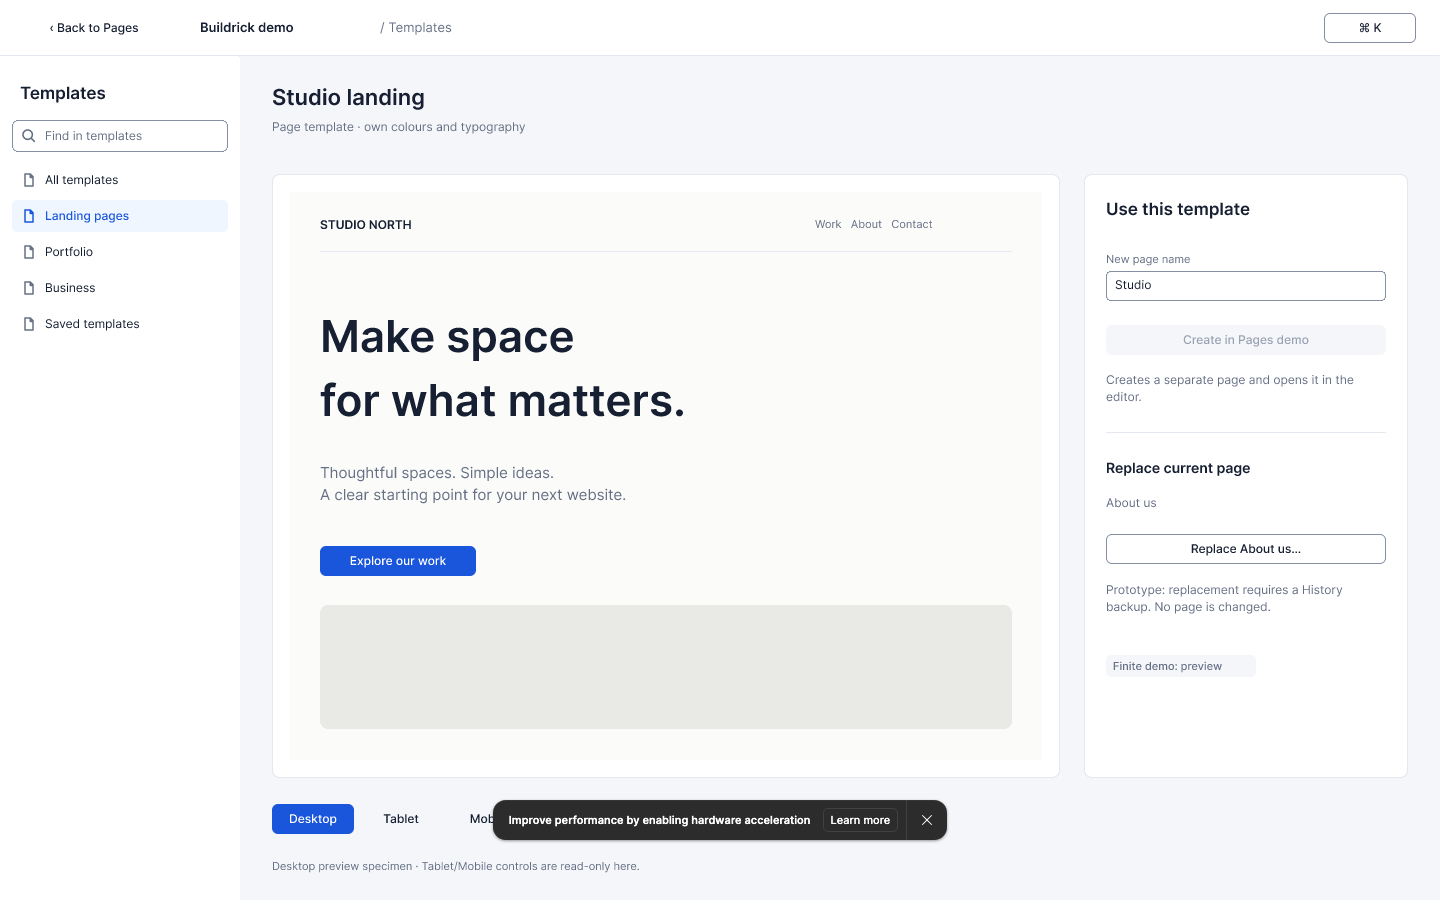 ‹ Back to Pages
Buildrick demo
/ Templates
⌘ K
Templates
Find in templates
All templates
Landing pages
Portfolio
Business
Saved templates
Studio landing
Page template · own colours and typography
STUDIO NORTH
Work About Contact
Make space
for what matters.
Thoughtful spaces. Simple ideas.
A clear starting point for your next website.
Explore our work
Use this template
New page name
Studio
Create in Pages demo
Creates a separate page and opens it in the
editor.
Replace current page
About us
Replace About us...
Prototype: replacement requires a History
backup. No page is changed.
Finite demo: preview
Desktop
Tablet
Improve performance by enabling hardware acceleration
Learn more
Desktop preview specimen · Tablet/Mobile controls are read-only here.